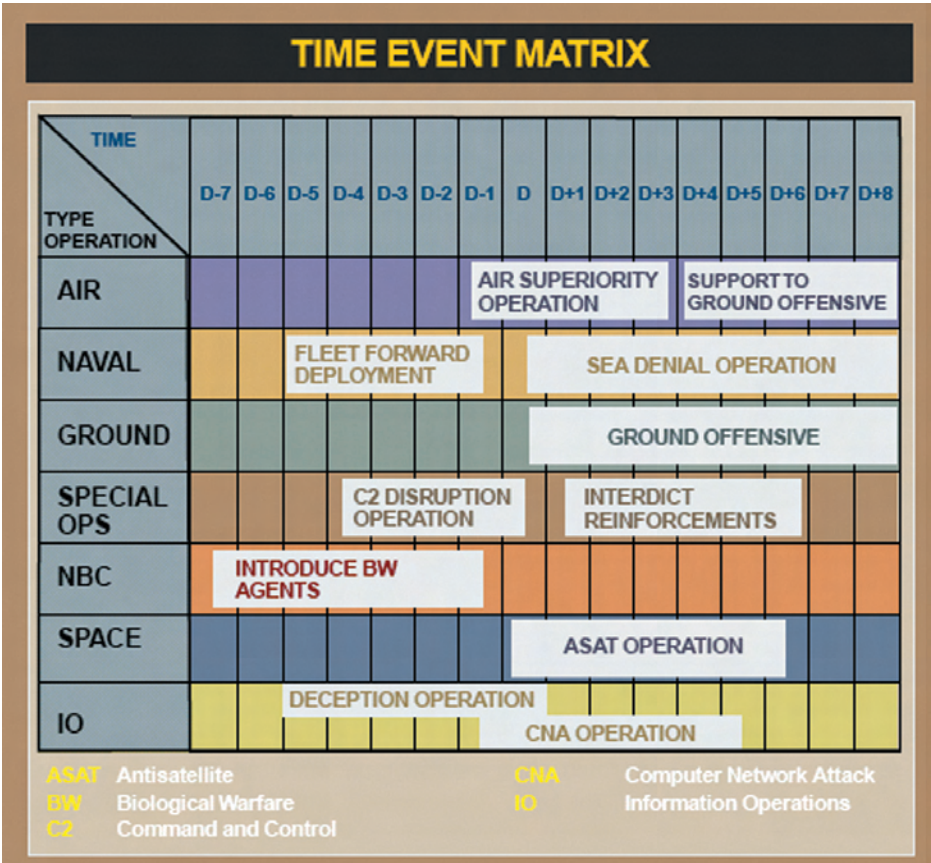 TIME EVENT MATRIX
TIME
TYPE
OPERATION
D-7 D-6 D-5 D-4 D-3 D-2 D-1 D D+1 D+2 D+3 D+4 D+5 D+6 D+7 D+8
AIR
AIR SUPERIORITY
OPERATION
SUPPORT TO
GROUND OFFENSIVE
NAVAL
FLEET FORWARD
DEPLOYMENT
SEA DENIAL OPERATION
GROUND
GROUND OFFENSIVE
SPECIAL
OPS
C2 DISRUPTION
OPERATION
INTERDICT
REINFORCEMENTS
NBC
INTRODUCE BW
AGENTS
SPACE
ASAT OPERATION
IO
DECEPTION OPERATION
CNA OPERATION
ASAT Antisatellite
BW Biological Warfare
C2 Command and Control
CNA Computer Network Attack
IO Information Operations